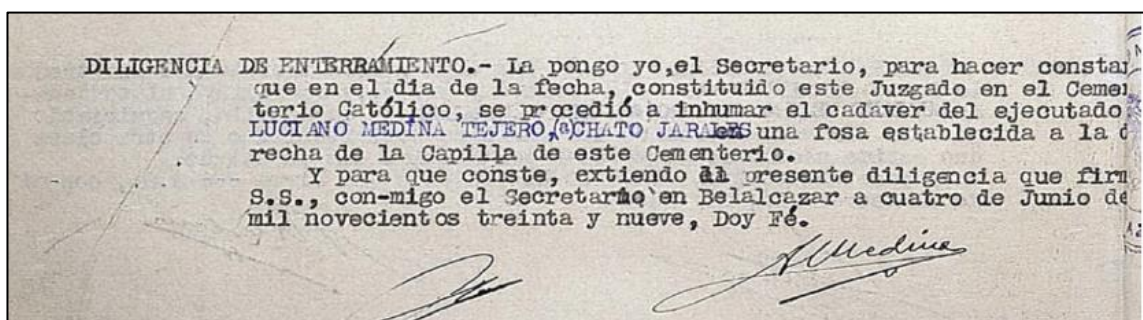 DILIGENCIA DE ENTERRAMIENTO.- La pongo yo,el Secretario, para hacer constar
que en el dia de la fecha, constituido este Juzgado en el Cemen
terio Católico, se procedió a inhumar el cadaver del ejecutado
LUCIANO MEDINA TEJERO,(a)CHATO JARALES en una fosa establecida a la d
recha de la Capilla de este Cementerio.
Y para que conste, extiendo la presente diligencia que firm
S.S., con-migo el Secretario en Belalcazar a cuatro de Junio de
mil novecientos treinta y nueve, Doy Fé.
AMedina